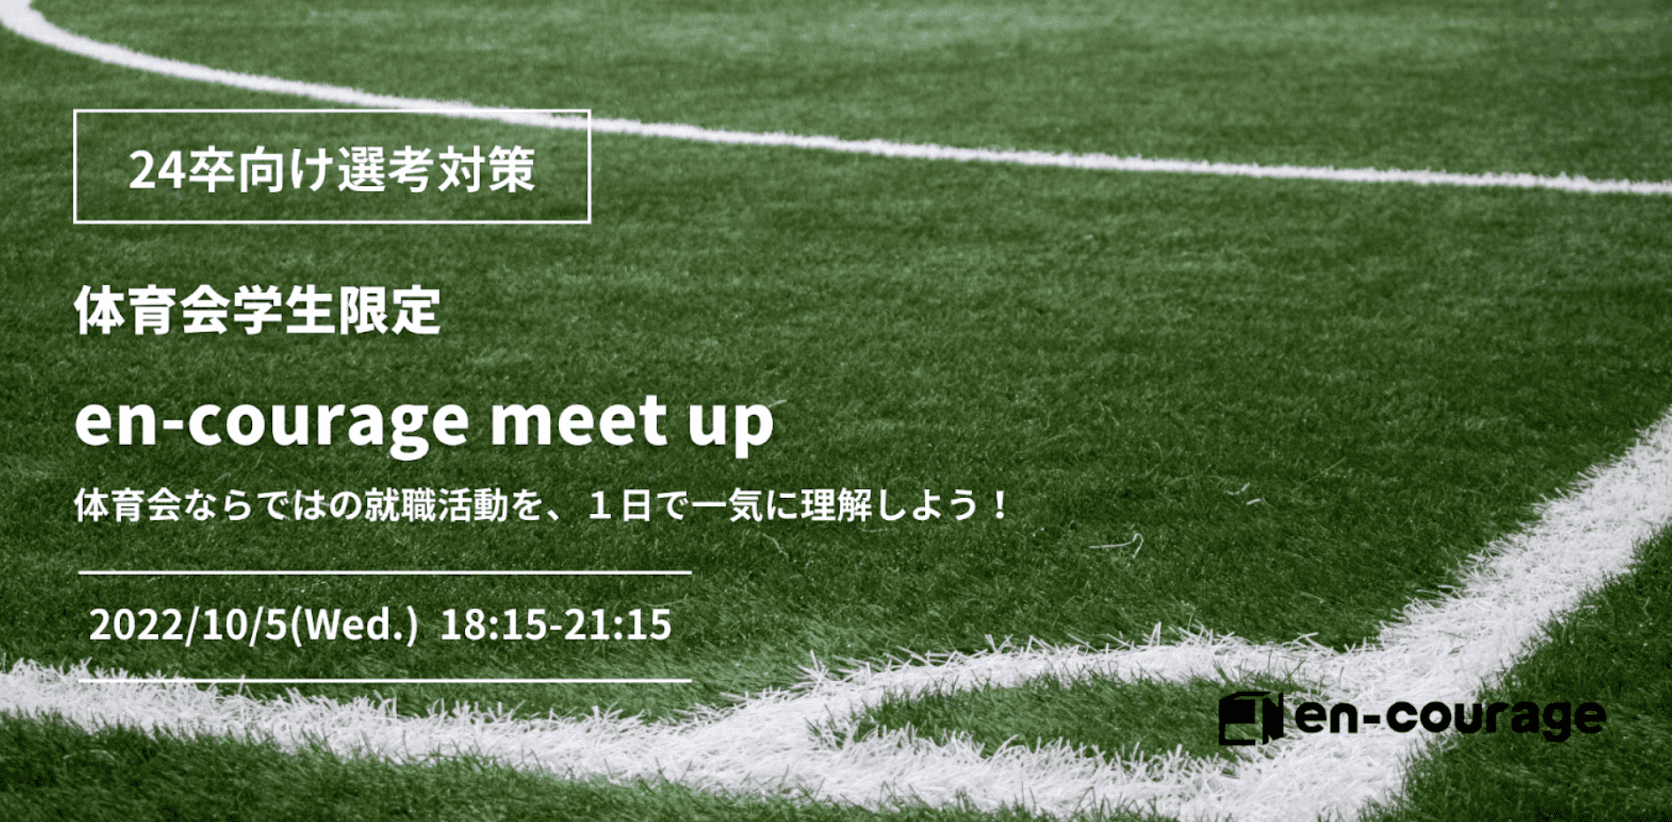 24卒向け選考対策
体育会学生限定
en-courage meet up
体育会ならではの就職活動を、１日で一気に理解しよう！
2022/10/5(Wed.) 18:15-21:15
en-courage